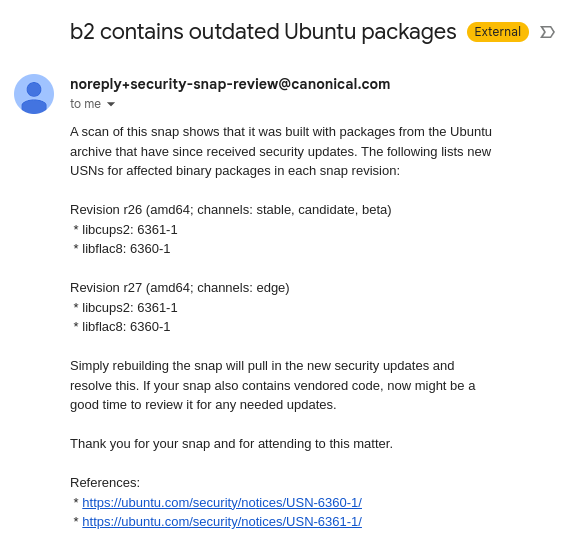 b2 contains outdated Ubuntu packages External
noreply+security-snap-review@canonical.com
to me
A scan of this snap shows that it was built with packages from the Ubuntu
archive that have since received security updates. The following lists new
USNs for affected binary packages in each snap revision:
Revision r26 (amd64; channels: stable, candidate, beta)
* libcups2: 6361-1
* libflac8: 6360-1
Revision r27 (amd64; channels: edge)
* libcups2: 6361-1
* libflac8: 6360-1
Simply rebuilding the snap will pull in the new security updates and
resolve this. If your snap also contains vendored code, now might be a
good time to review it for any needed updates.
Thank you for your snap and for attending to this matter.
References:
* https://ubuntu.com/security/notices/USN-6360-1/
* https://ubuntu.com/security/notices/USN-6361-1/